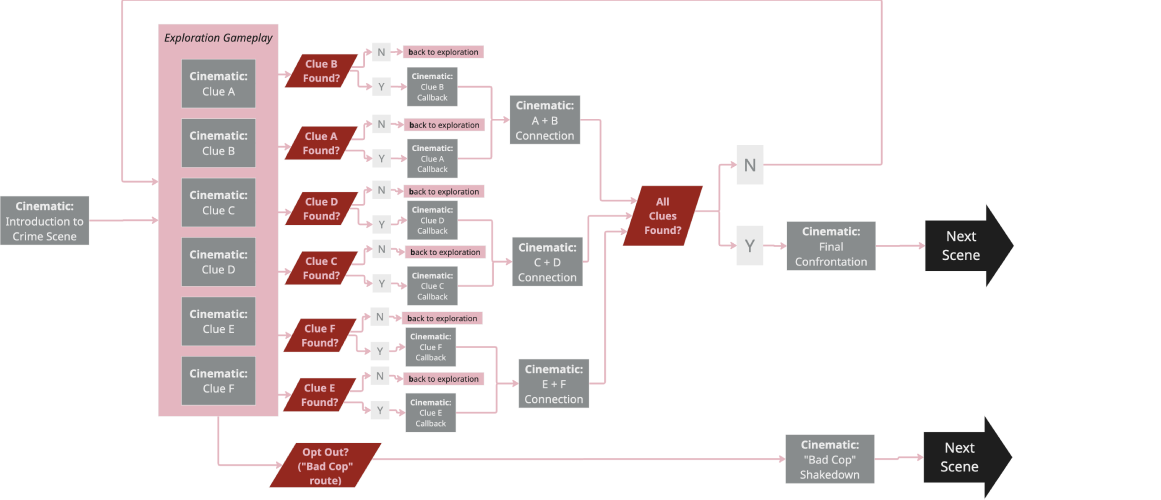 Exploration Gameplay
Cinematic:
Introduction to
Crime Scene
Cinematic:
Clue A
Cinematic:
Clue B
Cinematic:
Clue C
Cinematic:
Clue D
Cinematic:
Clue E
Cinematic:
Clue F
Clue B
Found?
N
back to exploration
Y
Cinematic:
Clue B
Callback
Clue A
Found?
N
back to exploration
Y
Cinematic:
Clue A
Callback
Cinematic:
A + B
Connection
Clue D
Found?
N
back to exploration
Y
Cinematic:
Clue D
Callback
Clue C
Found?
N
back to exploration
Y
Cinematic:
Clue C
Callback
Cinematic:
C + D
Connection
Clue F
Found?
N
back to exploration
Y
Cinematic:
Clue F
Callback
Clue E
Found?
N
back to exploration
Y
Cinematic:
Clue E
Callback
Cinematic:
E + F
Connection
All
Clues
Found?
N
Y
Cinematic:
Final
Confrontation
Next
Scene
Opt Out?
("Bad Cop"
route)
Cinematic:
"Bad Cop"
Shakedown
Next
Scene